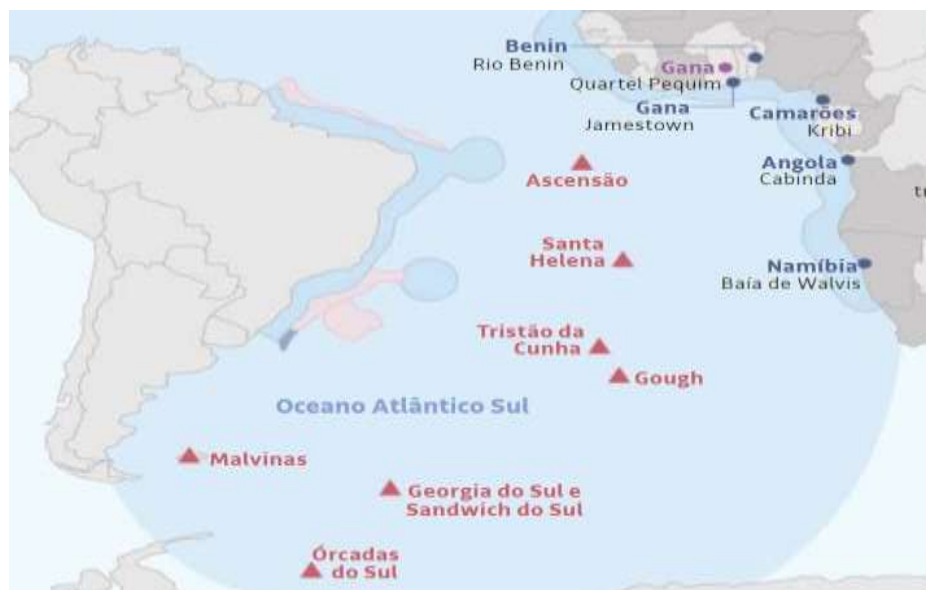 Benin
Rio Benin
Gana
Quartel Pequim
Gana
Jamestown
Camarões
Kribi
Angola
Cabinda
Ascensão
Santa
Helena
Namíbia
Baía de Walvis
Tristão da
Cunha
Gough
Oceano Atlântico Sul
Malvinas
Georgia do Sul e
Sandwich do Sul
Órcadas
do Sul